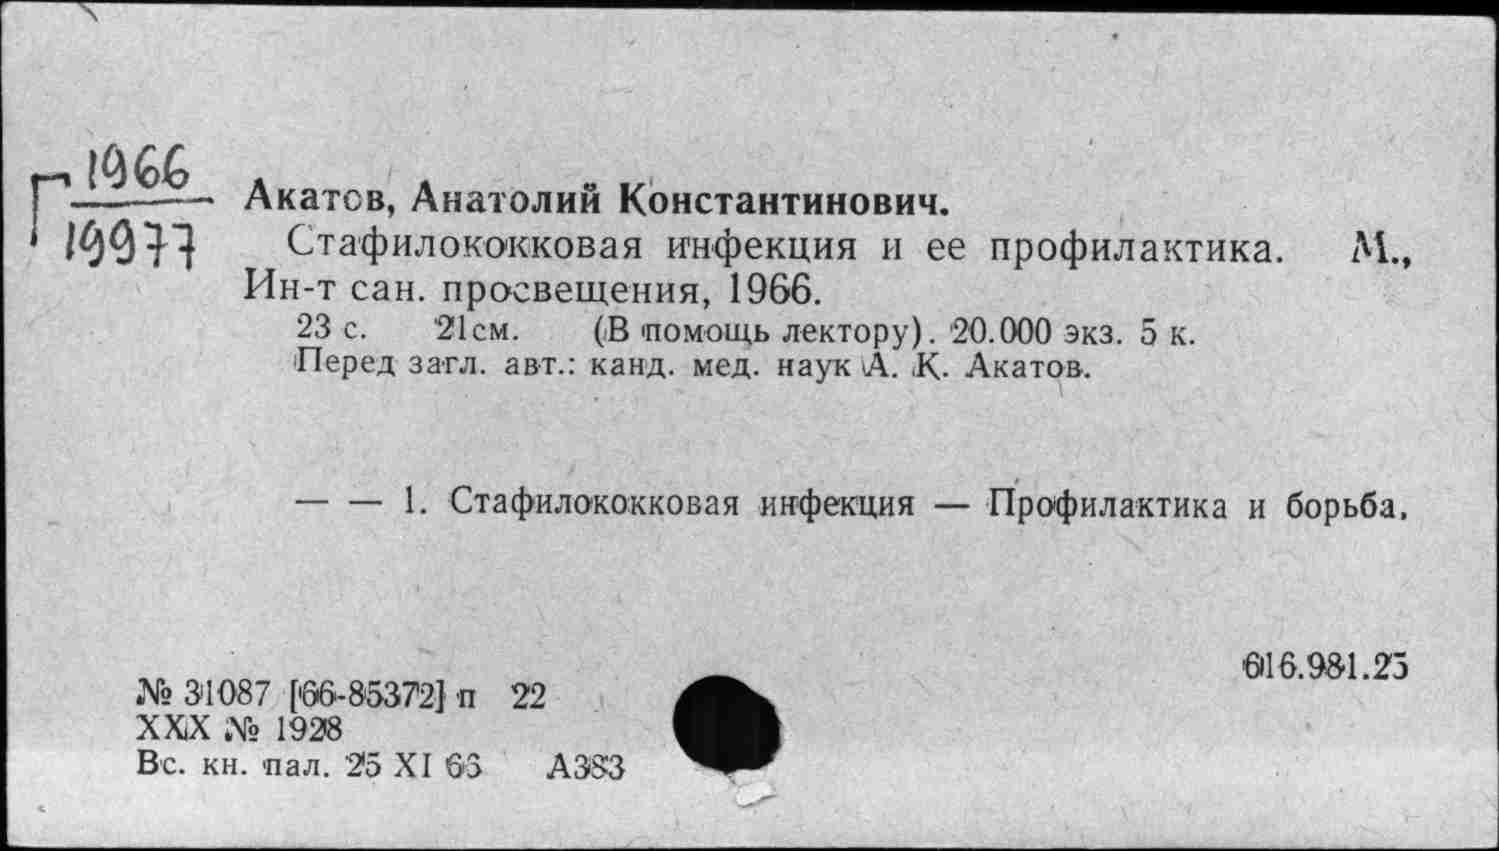 Г 1966
19977
Акатов, Анатолий Константинович.
Стафилококковая инфекция и ее профилактика. М.,
Ин-т сан. просвещения, 1966.
23 с. 21см. (В помощь лектору). 20.000 экз. 5 к.
Перед загл. авт.: канд. мед. наук А. К. Акатов.
— — 1. Стафилококковая инфекция — Профилактика и борьба.
616.981.25
№ 31087 [66-85372] п 22
XXIX № 1928
Вс. кн. пал. 25 XI 66 А383